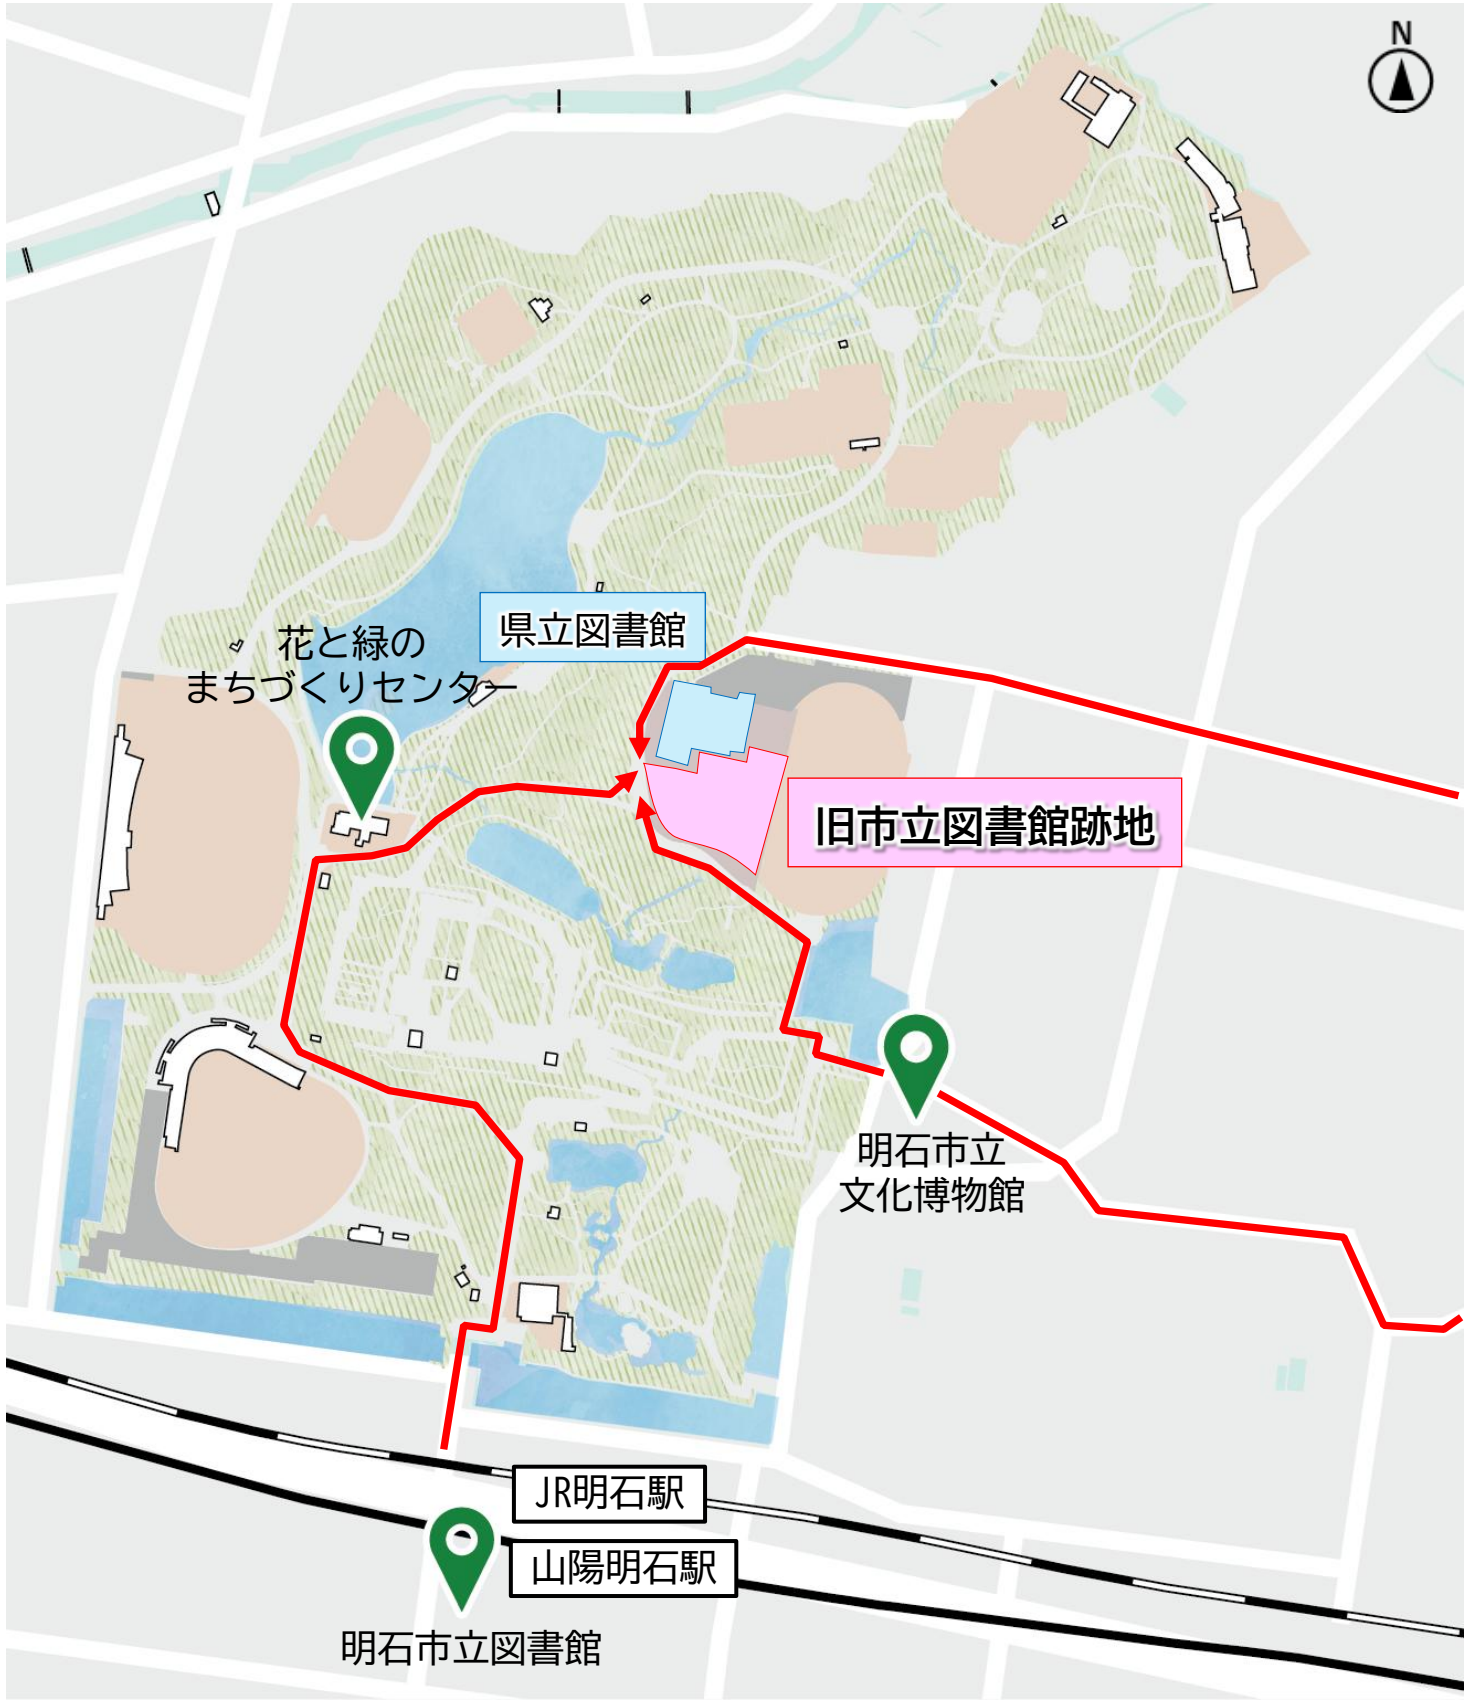 N
県立図書館
花と緑の
まちづくりセンター
旧市立図書館跡地
明石市立
文化博物館
JR明石駅
山陽明石駅
明石市立図書館